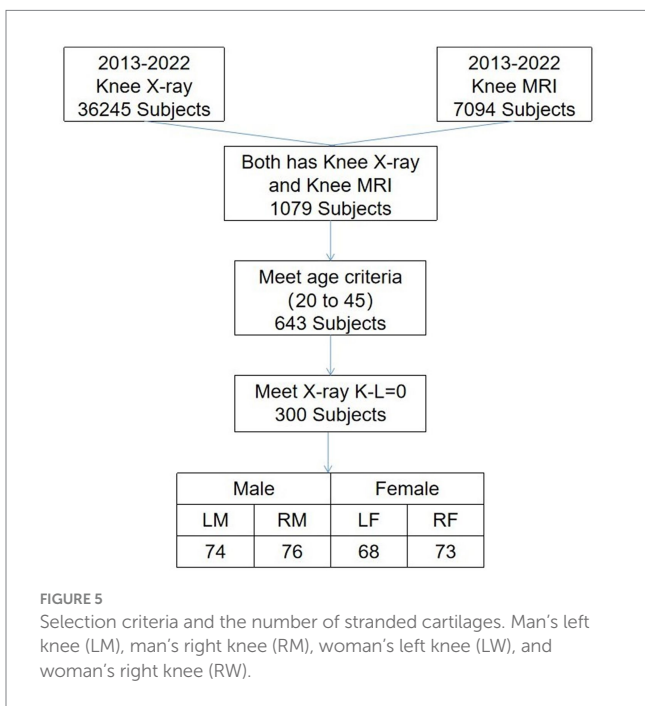 2013-2022
Knee X-ray
36245 Subjects
2013-2022
Knee MRI
7094 Subjects
Both has Knee X-ray
and Knee MRI
1079 Subjects
Meet age criteria
(20 to 45)
643 Subjects
Meet X-ray K-L=0
300 Subjects
Male Female
LM RM LF RF
74 76 68 73
FIGURE 5
Selection criteria and the number of stranded cartilages. Man's left
knee (LM), man's right knee (RM), woman's left knee (LW), and
woman's right knee (RW).